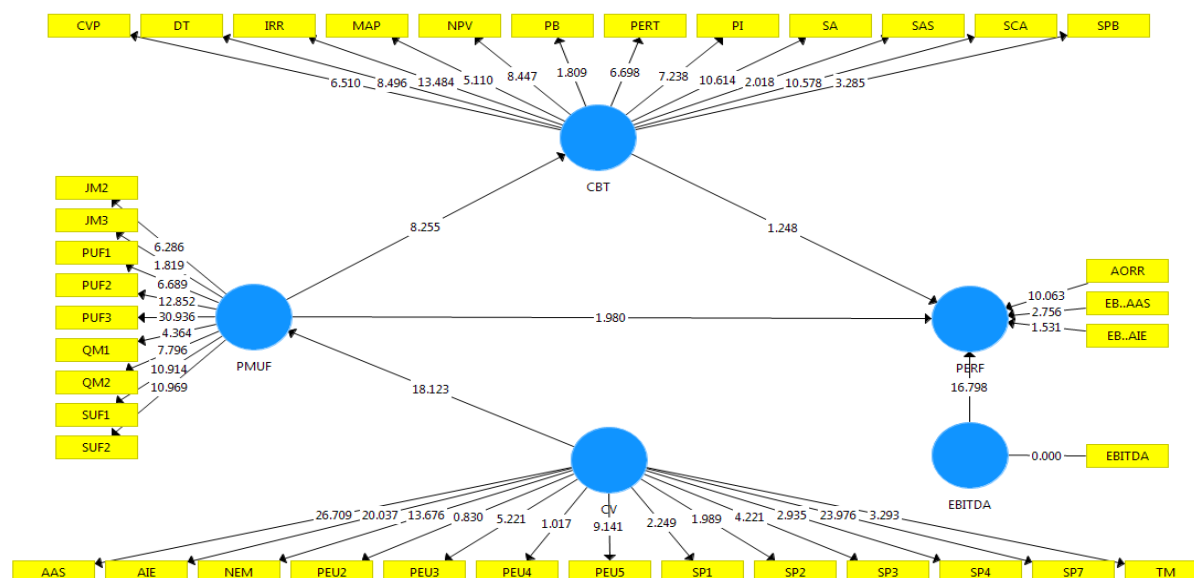 CVP DT IRR MAP NPV PB PERT PI SA SAS SCA SPB
6.510 8.496 13.484 5.110 8.447 1.809 6.698 7.238 10.614 2.018 10.578 3.285
CBT
JM2
JM3
PUF1
PUF2
PUF3
QM1
QM2
SUF1
SUF2
6.286
1.819
6.689
12.852
30.936
4.364
7.796
10.914
10.969
PMUF
8.255
1.248
1.980
18.123
PERF
10.063
2.756
1.531
AORR
EB..AAS
EB..AIE
16.798
EBITDA
0.000
EBITDA
CV
26.709 20.037 13.676 0.830 5.221 1.017 9.141 2.249 1.989 4.221 2.935 23.976 3.293
AAS AIE NEM PEU2 PEU3 PEU4 PEU5 SP1 SP2 SP3 SP4 SP7 TM